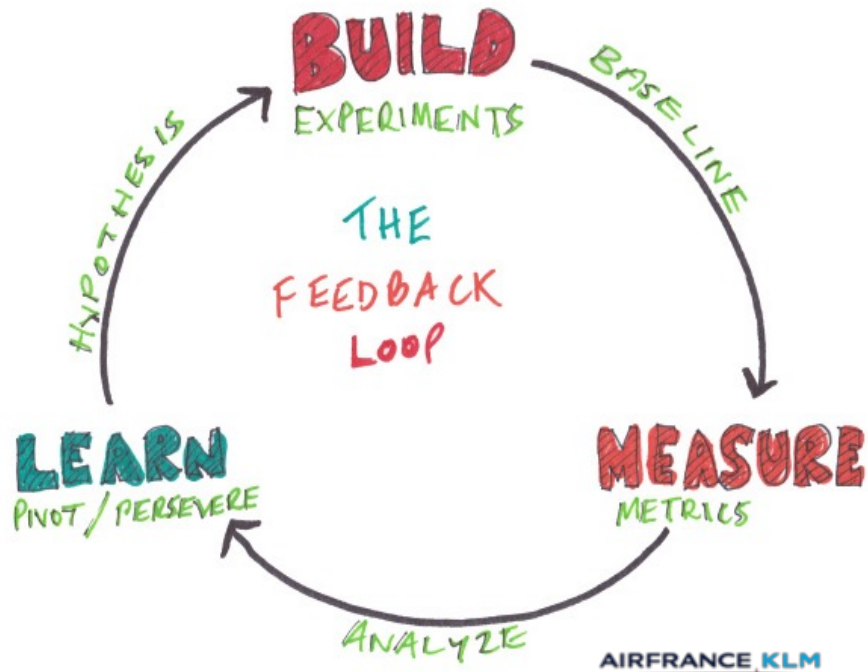 BUILD
EXPERIMENTS
BASELINE
HYPOTHESIS
THE
FEEDBACK
LOOP
LEARN
PIVOT / PERSEVERE
MEASURE
METRICS
ANALYZE
AIRFRANCE KLM